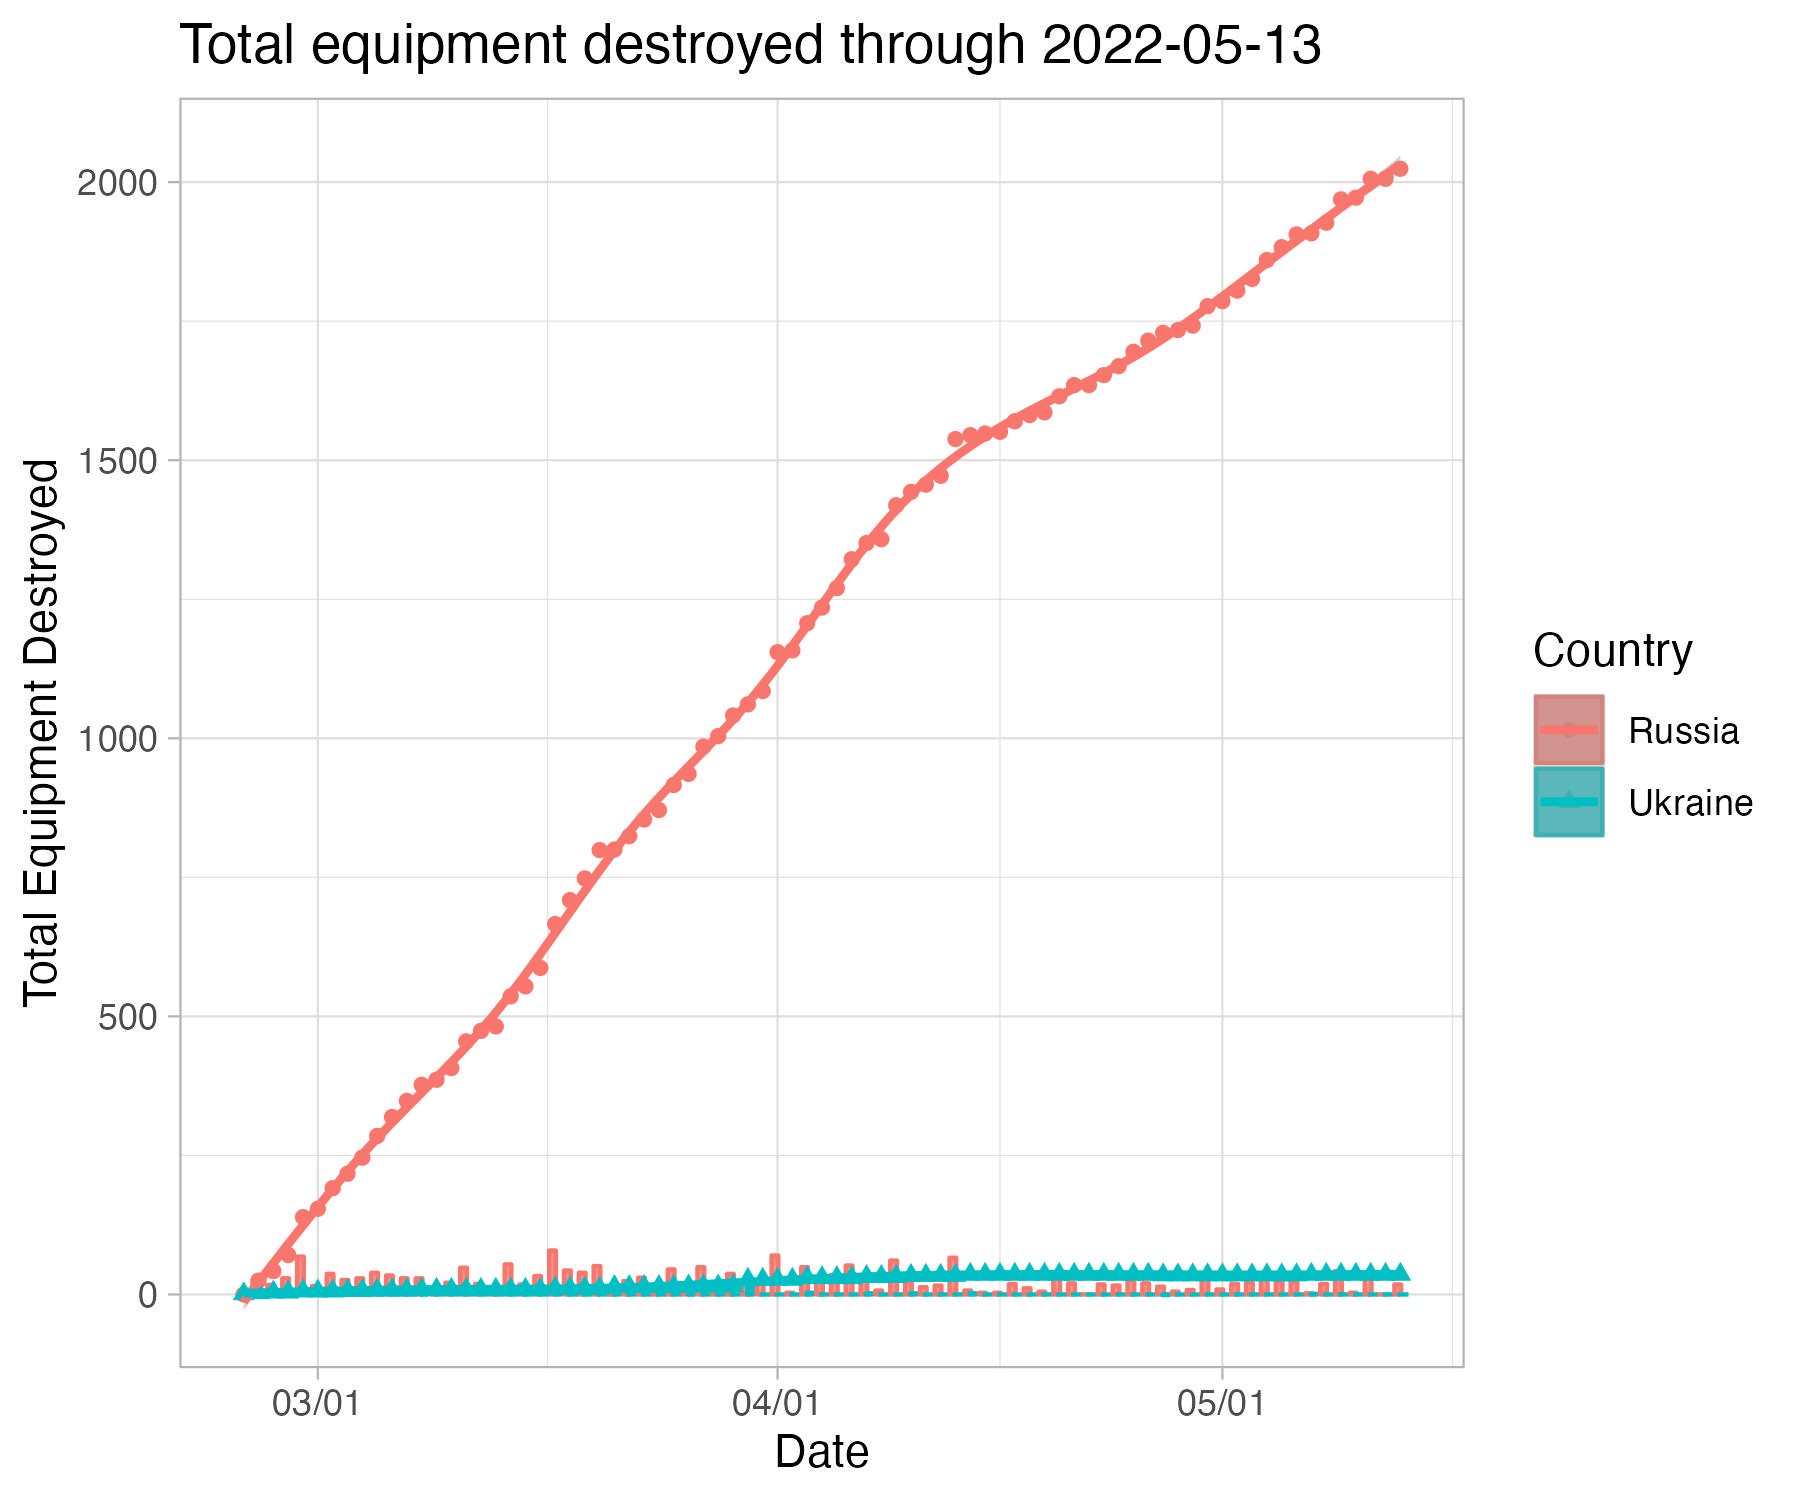 Total equipment destroyed through 2022-05-13
Total Equipment Destroyed
2000
1500
1000
500
0
03/01
04/01
05/01
Date
Country
Russia
Ukraine